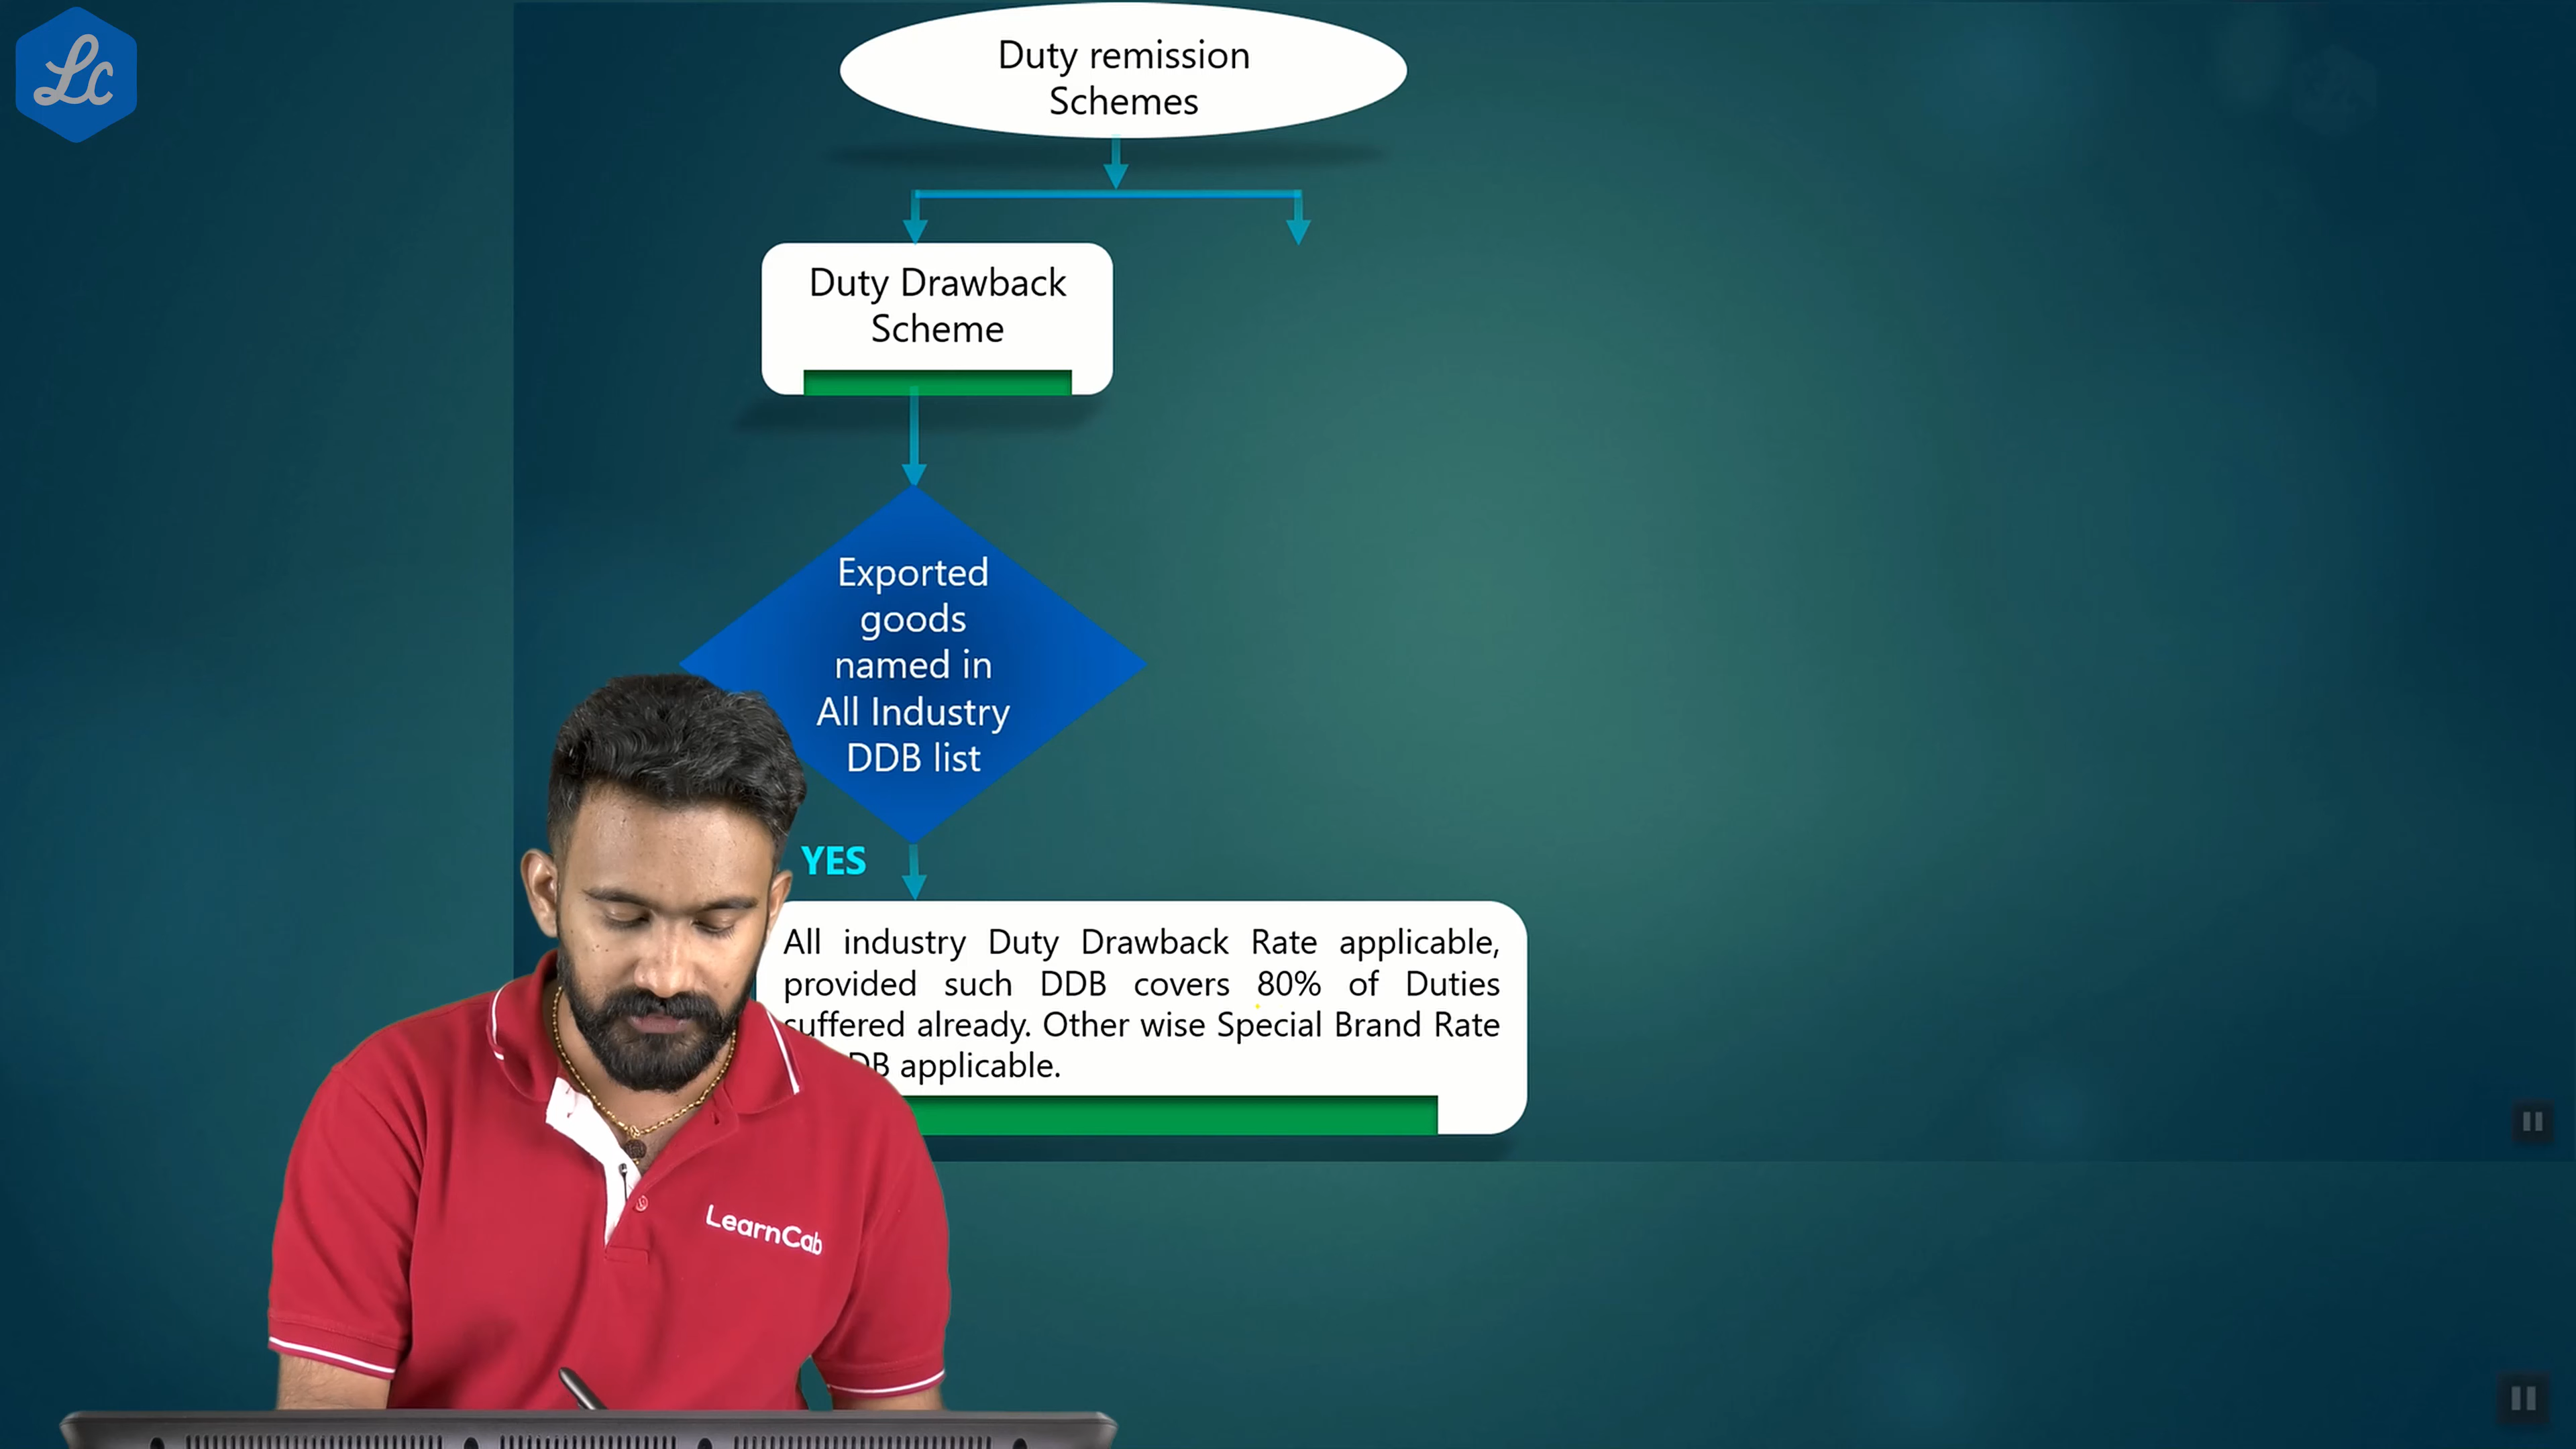 Lc
Duty remission
Schemes
Duty Drawback
Scheme
Exported
goods
named in
All Industry
DDB list
YES
All industry Duty Drawback Rate applicable,
provided such DDB covers 80% of Duties
suffered already. Other wise Special Brand Rate
applicable.
LearnCab